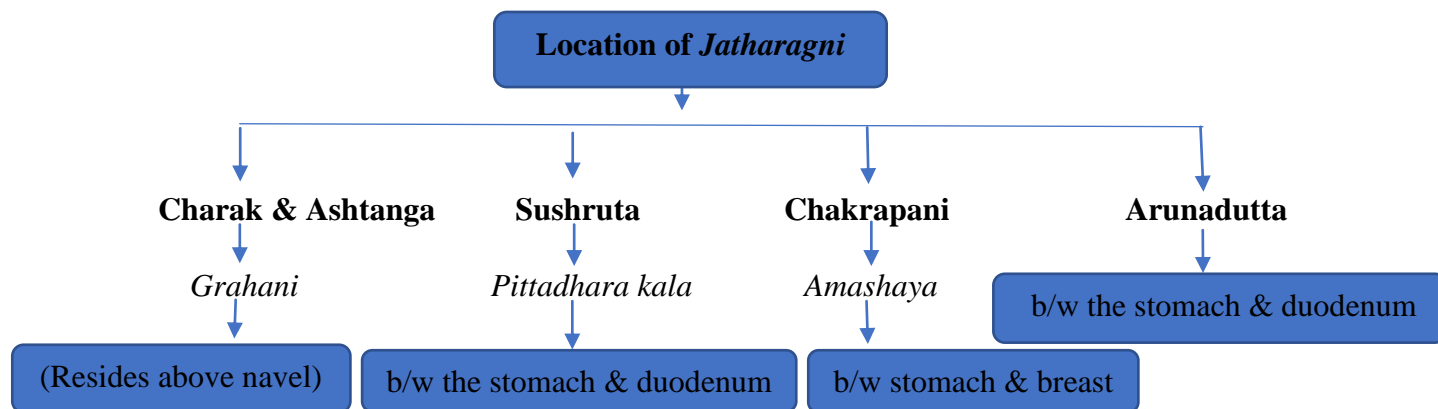 Location of Jatharagni
Charak & Ashtanga
Sushruta
Chakrapani
Arunadutta
Grahani
Pittadhara kala
Amashaya
b/w the stomach & duodenum
(Resides above navel)
b/w the stomach & duodenum
b/w stomach & breast